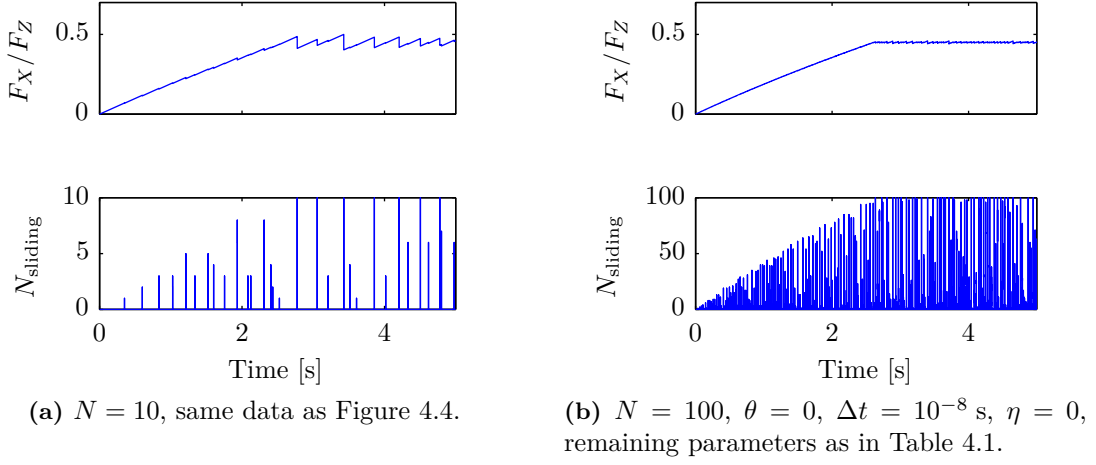 0.5
0
F_X/F_Z
10
5
0
N_sliding
0 2 4
Time [s]
(a) N = 10, same data as Figure 4.4.
0.5
0
F_X/F_Z
100
50
0
N_sliding
0 2 4
Time [s]
(b) N = 100, θ = 0, Δt = 10⁻⁸ s, η = 0,
remaining parameters as in Table 4.1.